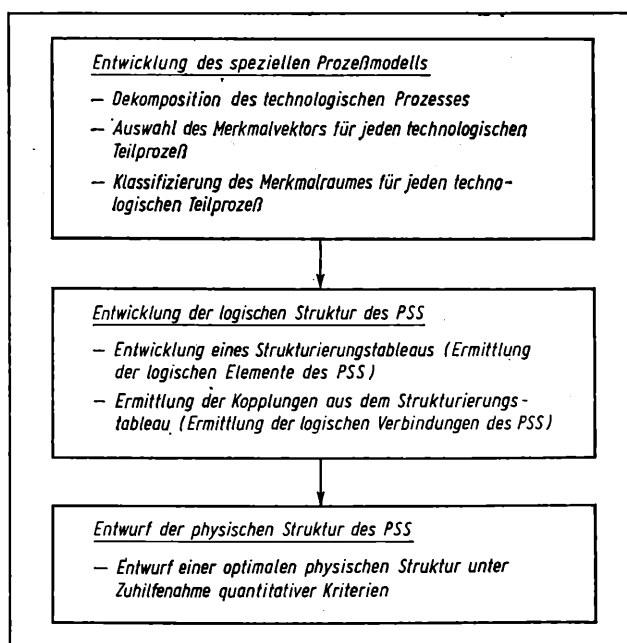 Entwicklung des speziellen Prozeßmodells
– Dekomposition des technologischen Prozesses
– Auswahl des Merkmalvektors für jeden technologischen
Teilprozeß
– Klassifizierung des Merkmalraumes für jeden techno-
logischen Teilprozeß
Entwicklung der logischen Struktur des PSS
– Entwicklung eines Strukturierungstableaus (Ermittlung
der logischen Elemente des PSS)
– Ermittlung der Kopplungen aus dem Strukturierungs-
tableau (Ermittlung der logischen Verbindungen des PSS)
Entwurf der physischen Struktur des PSS
– Entwurf einer optimalen physischen Struktur unter
Zuhilfenahme quantitativer Kriterien